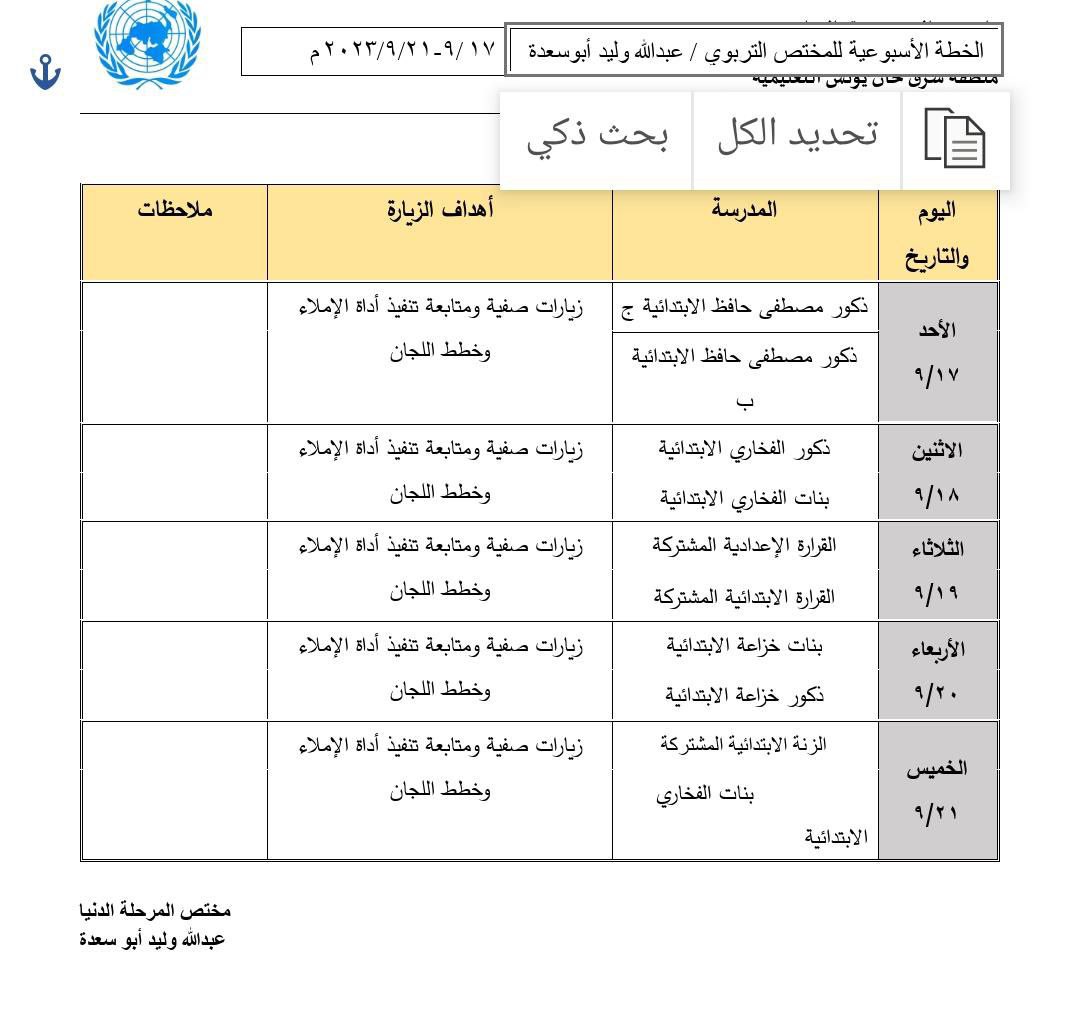 الخطة الأسبوعية للمختص التربوي / عبدالله وليد أبوسعدة
١٧ /٩-٢٠٢٣/٩/٢١ م
منطقة شرق خان يونس التعليمية
تحديد الكل
بحث ذكي
اليوم
والتاريخ
المدرسة
أهداف الزيارة
ملاحظات
الأحد
٩/١٧
ذكور مصطفى حافظ الابتدائية ج
ذكور مصطفى حافظ الابتدائية
ب
زيارات صفية ومتابعة تنفيذ أداة الإملاء
وخطط اللجان
الاثنين
٩/١٨
ذكور الفخاري الابتدائية
بنات الفخاري الابتدائية
زيارات صفية ومتابعة تنفيذ أداة الإملاء
وخطط اللجان
الثلاثاء
٩/١٩
القرارة الإعدادية المشتركة
القرارة الابتدائية المشتركة
زيارات صفية ومتابعة تنفيذ أداة الإملاء
وخطط اللجان
الأربعاء
٩/٢٠
بنات خزاعة الابتدائية
ذكور خزاعة الابتدائية
زيارات صفية ومتابعة تنفيذ أداة الإملاء
وخطط اللجان
الخميس
٩/٢١
الزنة الابتدائية المشتركة
بنات الفخاري
الابتدائية
زيارات صفية ومتابعة تنفيذ أداة الإملاء
وخطط اللجان
مختص المرحلة الدنيا
عبدالله وليد أبو سعدة